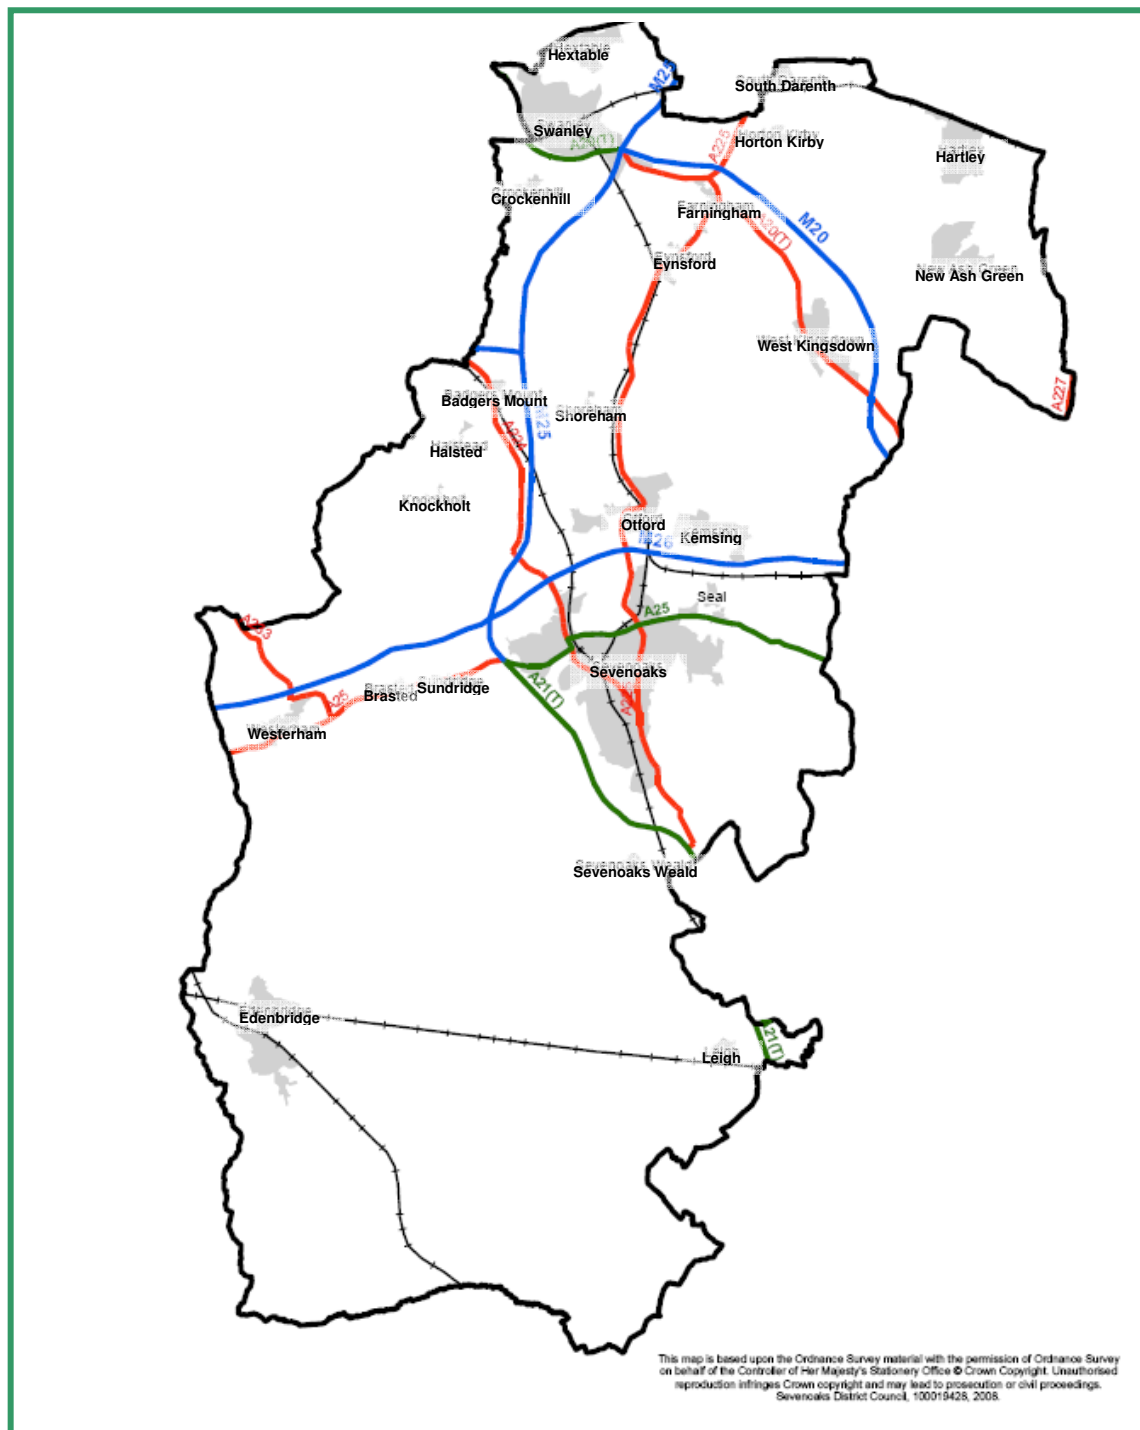 Hextable
M25
South Darenth
Swanley
A20(T)
A225
Horton Kirby
Hartley
Crockenhill
Farningham
A20(T)
M20
Eynsford
New Ash Green
West Kingsdown
A227
Badgers Mount
Shoreham
M25
A224
Halsted
Knockholt
Otford
Kemsing
Seal
A25
A233
Sevenoaks
Sundridge
Brasted
A21(T)
A25
Westerham
Sevenoaks Weald
Edenbridge
A21(T)
Leigh
This map is based upon the Ordnance Survey material with the permission of Ordnance Survey
on behalf of the Controller of Her Majesty's Stationery Office © Crown Copyright. Unauthorised
reproduction infringes Crown copyright and may lead to prosecution or civil proceedings.
Sevenoaks District Council, 100019428, 2008.